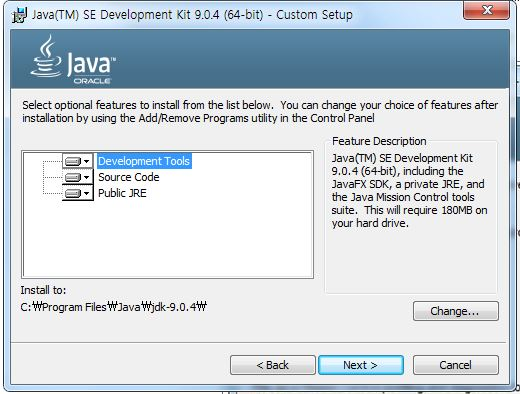 Java(TM) SE Development Kit 9.0.4 (64-bit) - Custom Setup
Java™
ORACLE
Select optional features to install from the list below. You can change your choice of features after
installation by using the Add/Remove Programs utility in the Control Panel
Development Tools
Source Code
Public JRE
Feature Description
Java(TM) SE Development Kit
9.0.4 (64-bit), including the
JavaFX SDK, a private JRE, and
the Java Mission Control tools
suite. This will require 180MB on
your hard drive.
Install to:
C:₩Program Files₩Java₩jdk-9.0.4₩
Change...
< Back
Next >
Cancel